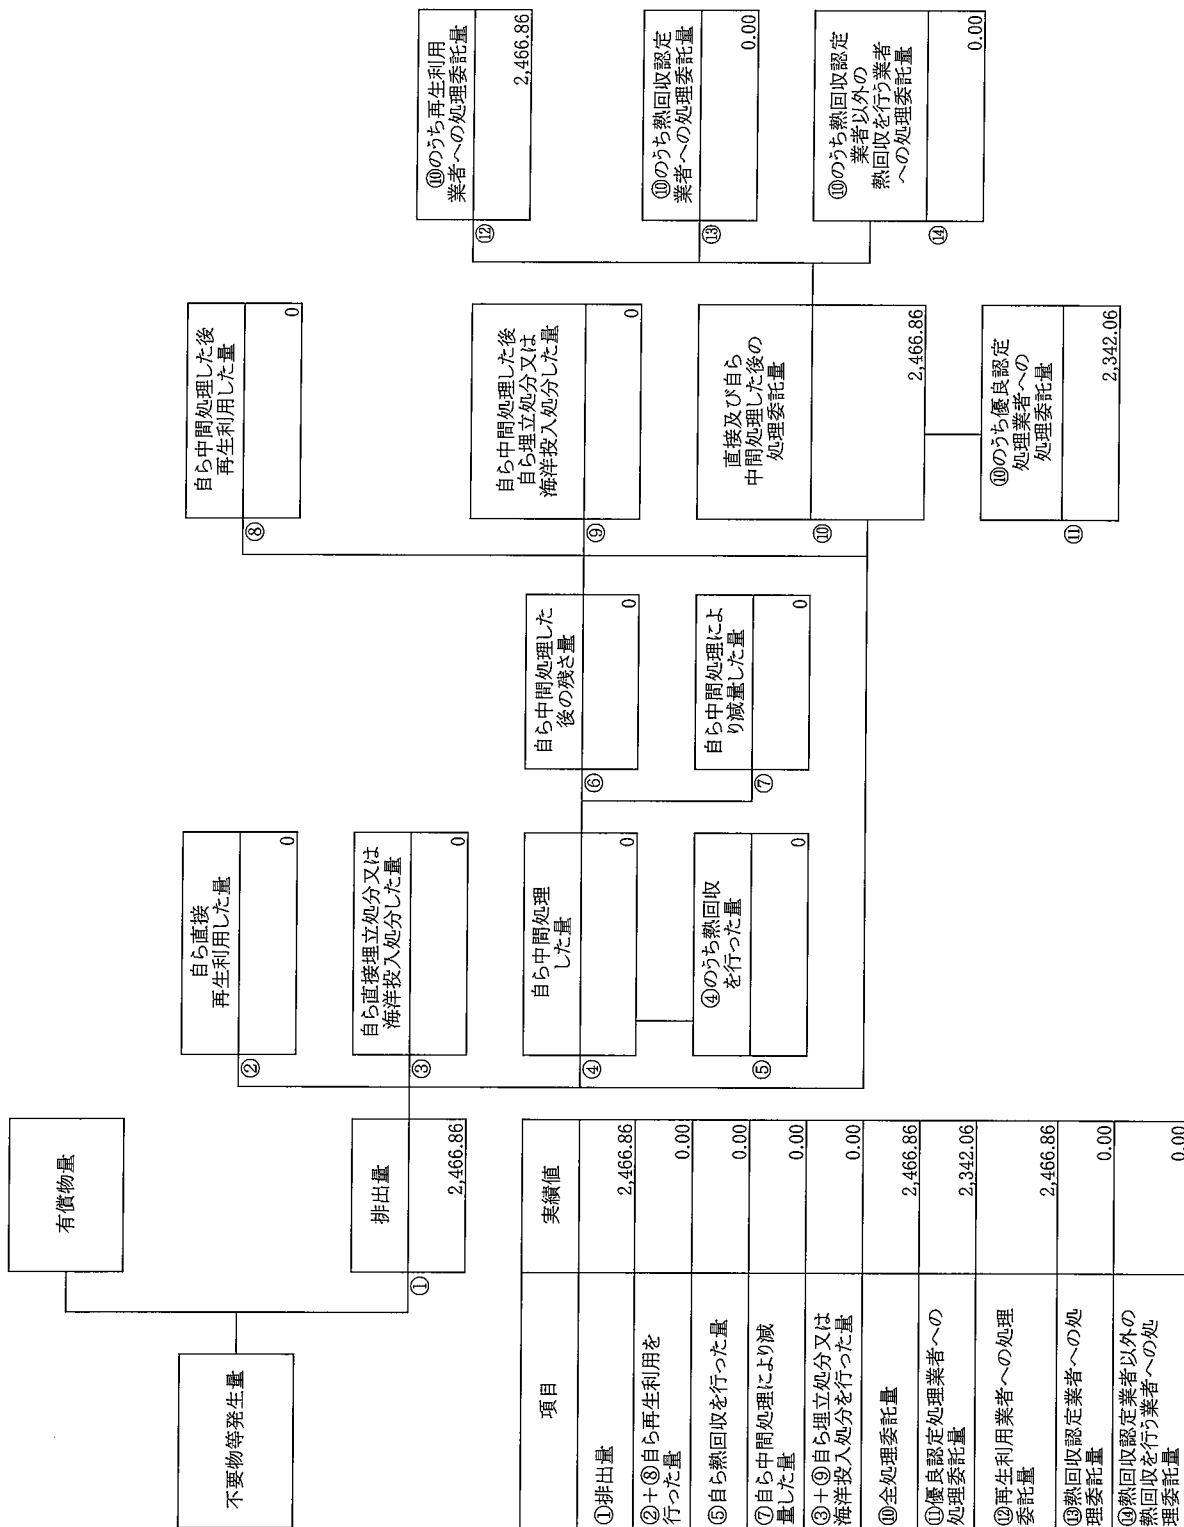 不要物等発生量
有償物量
①
排出量
2,466.86
②
自ら直接
再生利用した量
0
③
自ら直接埋立処分又は
海洋投入処分した量
0
④
自ら中間処理
した量
0
⑤
④のうち熱回収
を行った量
0
⑥
自ら中間処理した
後の残さ量
0
⑦
自ら中間処理によ
り減量した量
0
⑧
自ら中間処理した後
再生利用した量
0
⑨
自ら中間処理した後
自ら埋立処分又は
海洋投入処分した量
0
⑩
直接及び自ら
中間処理した後の
処理委託量
2,466.86
⑪
⑩のうち優良認定
処理業者への
処理委託量
2,342.06
⑫
⑩のうち再生利用
業者への処理委託量
2,466.86
⑬
⑩のうち熱回収認定
業者への処理委託量
0.00
⑭
⑩のうち熱回収認定
業者以外の
熱回収を行う業者
への処理委託量
0.00
項目 実績値
①排出量 2,466.86
②+⑧自ら再生利用を
行った量 0.00
⑤自ら熱回収を行った量 0.00
⑦自ら中間処理により減
量した量 0.00
③+⑨自ら埋立処分又は
海洋投入処分を行った量 0.00
⑩全処理委託量 2,466.86
⑪優良認定処理業者への
処理委託量 2,342.06
⑫再生利用業者への処理
委託量 2,466.86
⑬熱回収認定業者への処
理委託量 0.00
⑭熱回収認定業者以外の
熱回収を行う業者への処
理委託量 0.00